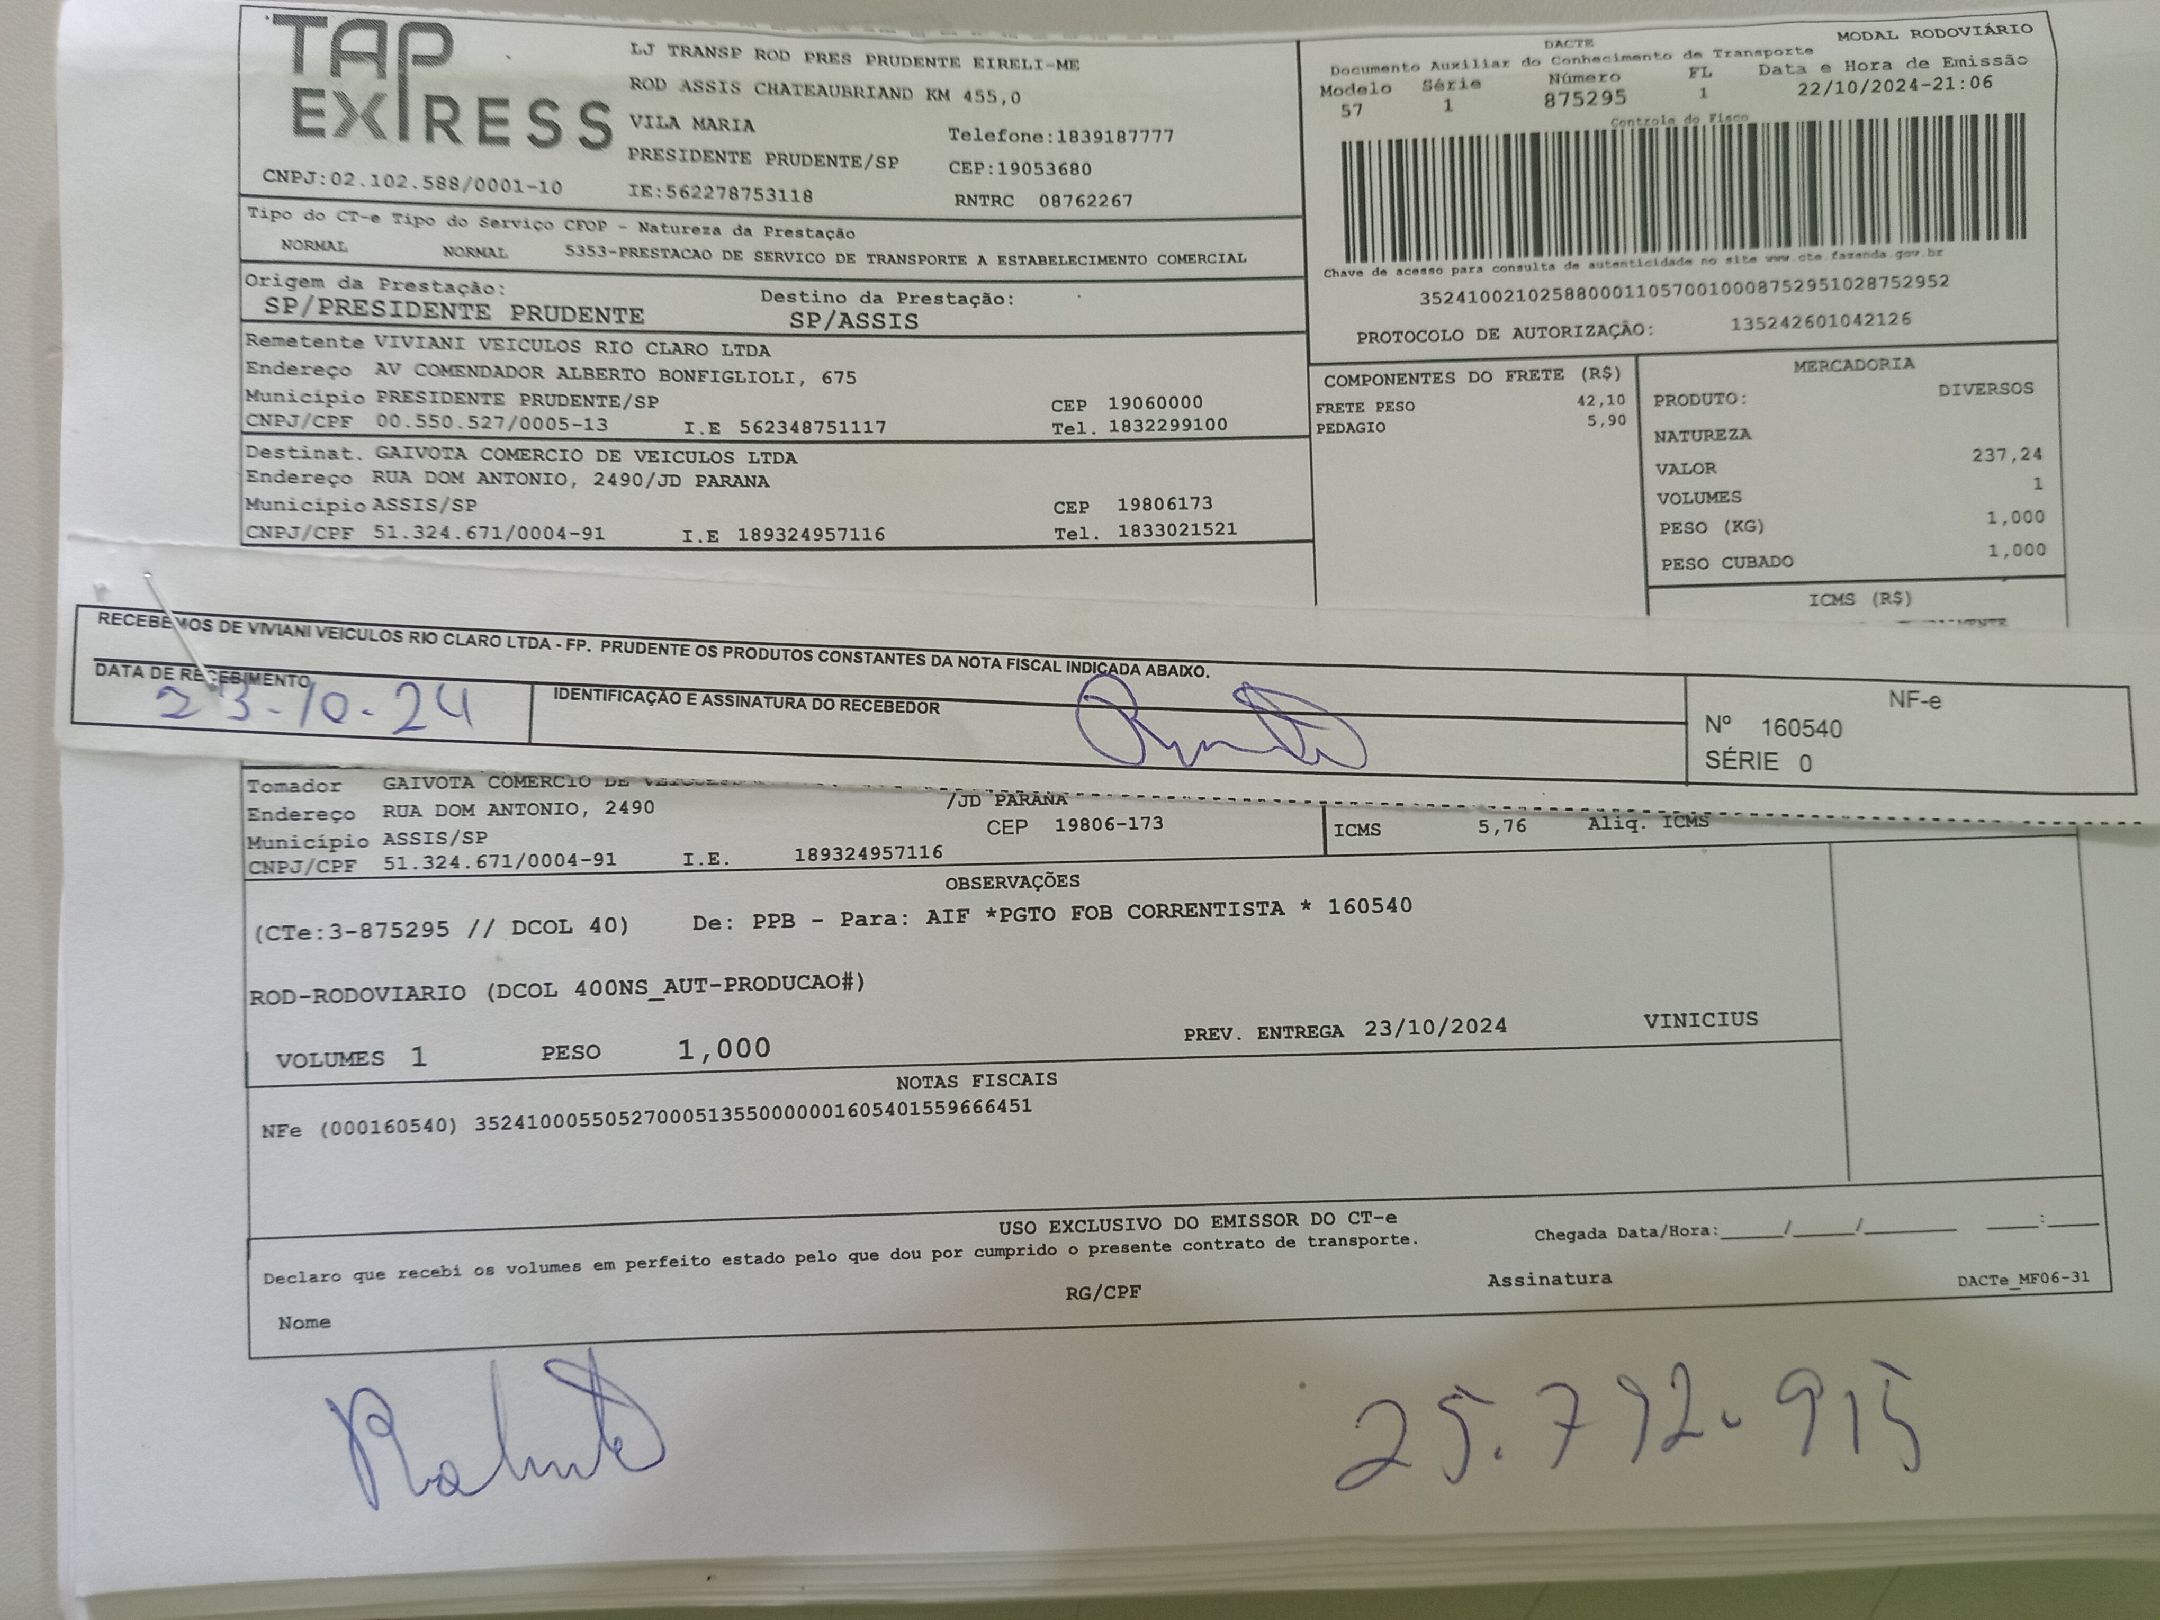 TAP
EXPRESS
CNPJ:02.102.588/0001-10
LJ TRANSP ROD PRES PRUDENTE EIRELI-ME
ROD ASSIS CHATEAUBRIAND KM 455,0
VILA MARIA
Telefone:1839187777
PRESIDENTE PRUDENTE/SP
CEP:19053680
IE:562278753118
RNTRC 08762267
DACTE
MODAL RODOVIÁRIO
Documento Auxiliar do Conhecimento de Transporte
Modelo Série Número FL Data e Hora de Emissão
57 1 875295 1 22/10/2024-21:06
Controle do Fisco
Chave de acesso para consulta de autenticidade no site www.cte.fazenda.gov.br
35241002102588000110570010008752951028752952
PROTOCOLO DE AUTORIZAÇÃO: 135242601042126
Tipo do CT-e Tipo do Serviço CFOP - Natureza da Prestação
NORMAL NORMAL 5353-PRESTACAO DE SERVICO DE TRANSPORTE A ESTABELECIMENTO COMERCIAL
Origem da Prestação: Destino da Prestação:
SP/PRESIDENTE PRUDENTE SP/ASSIS
Remetente VIVIANI VEICULOS RIO CLARO LTDA
Endereço AV COMENDADOR ALBERTO BONFIGLIOLI, 675
Município PRESIDENTE PRUDENTE/SP CEP 19060000
CNPJ/CPF 00.550.527/0005-13 I.E 562348751117 Tel. 1832299100
Destinat. GAIVOTA COMERCIO DE VEICULOS LTDA
Endereço RUA DOM ANTONIO, 2490/JD PARANA
Município ASSIS/SP CEP 19806173
CNPJ/CPF 51.324.671/0004-91 I.E 189324957116 Tel. 1833021521
COMPONENTES DO FRETE (R$)
FRETE PESO 42,10
PEDAGIO 5,90
MERCADORIA
PRODUTO: DIVERSOS
NATUREZA
VALOR 237,24
VOLUMES 1
PESO (KG) 1,000
PESO CUBADO 1,000
ICMS (R$)
RECEBEMOS DE VIVIANI VEICULOS RIO CLARO LTDA - FP. PRUDENTE OS PRODUTOS CONSTANTES DA NOTA FISCAL INDICADA ABAIXO.
DATA DE RECEBIMENTO
23-10-24
IDENTIFICAÇÃO E ASSINATURA DO RECEBEDOR
NF-e
Nº 160540
SÉRIE 0
Tomador GAIVOTA COMERCIO DE
Endereço RUA DOM ANTONIO, 2490 /JD PARANA
Município ASSIS/SP CEP 19806-173
CNPJ/CPF 51.324.671/0004-91 I.E. 189324957116
ICMS 5,76 Aliq. ICMS
OBSERVAÇÕES
(CTe:3-875295 // DCOL 40) De: PPB - Para: AIF *PGTO FOB CORRENTISTA * 160540
ROD-RODOVIARIO (DCOL 400NS_AUT-PRODUCAO#)
VOLUMES 1 PESO 1,000 PREV. ENTREGA 23/10/2024 VINICIUS
NOTAS FISCAIS
NFe (000160540) 35241000550527000513550000001605401559666451
USO EXCLUSIVO DO EMISSOR DO CT-e
Declaro que recebi os volumes em perfeito estado pelo que dou por cumprido o presente contrato de transporte.
Chegada Data/Hora:_____/_____/_______ ____:____
Nome RG/CPF Assinatura DACTe_MF06-31
25.792.915